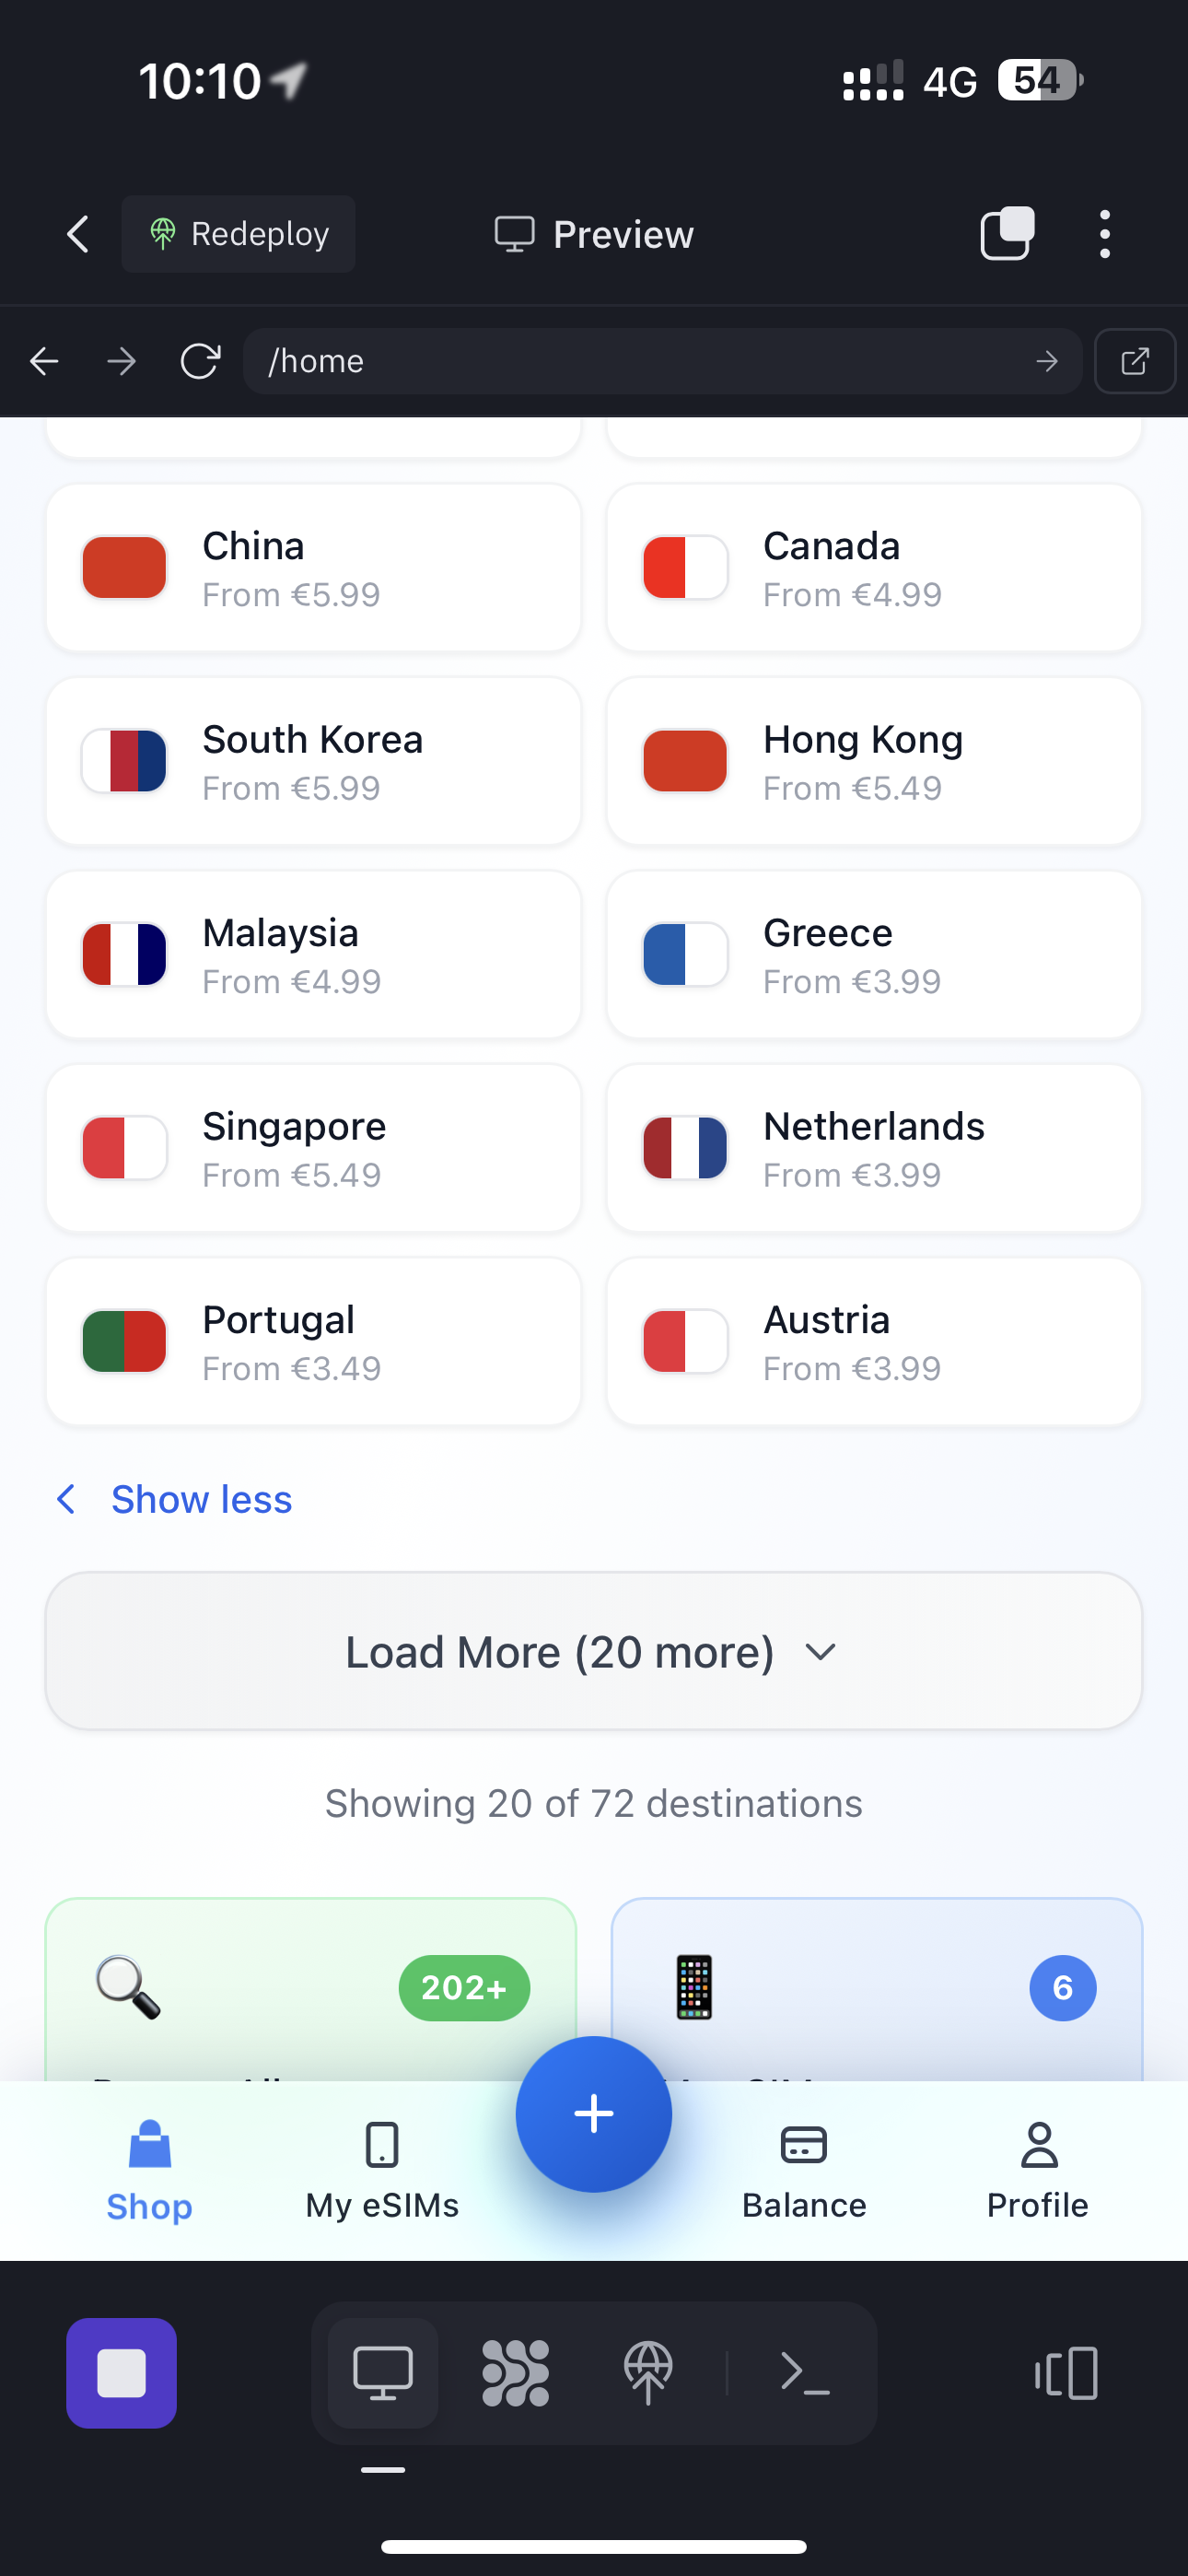 10:10
4G
54
Redeploy
Preview
/home
China
From €5.99
Canada
From €4.99
South Korea
From €5.99
Hong Kong
From €5.49
Malaysia
From €4.99
Greece
From €3.99
Singapore
From €5.49
Netherlands
From €3.99
Portugal
From €3.49
Austria
From €3.99
Show less
Load More (20 more)
Showing 20 of 72 destinations
202+
6
Shop
My eSIMs
Balance
Profile